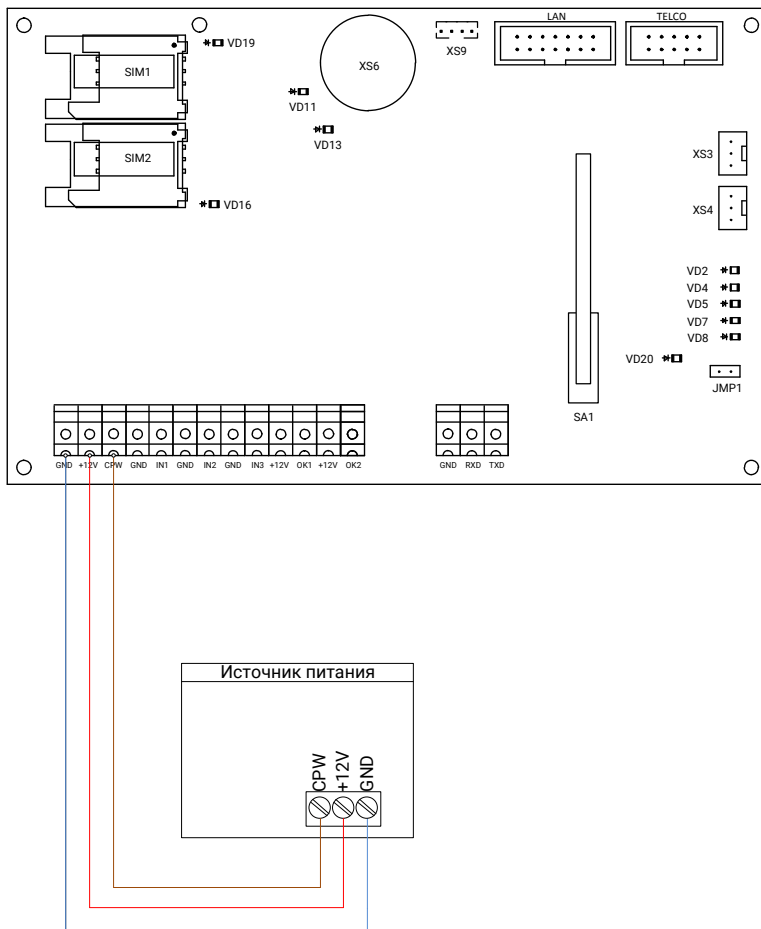 LAN
TELCO
VD19
XS9
SIM1
XS6
VD11
VD13
XS3
SIM2
VD16
XS4
VD2
VD4
VD5
VD7
VD8
VD20
JMP1
SA1
GND +12V CPW GND IN1 GND IN2 GND IN3 +12V OK1 +12V OK2
GND RXD TXD
Источник питания
CPW
+12V
GND